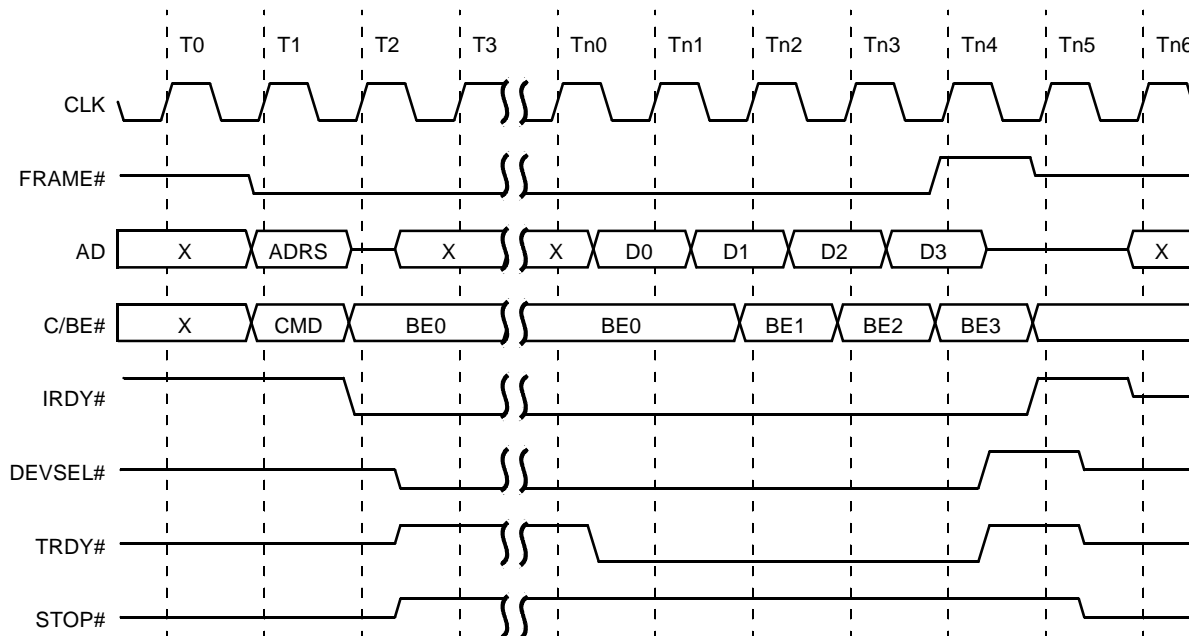 T0 T1 T2 T3 Tn0 Tn1 Tn2 Tn3 Tn4 Tn5 Tn6
CLK
FRAME#
AD X ADRS X X D0 D1 D2 D3 X
C/BE# X CMD BE0 BE0 BE1 BE2 BE3
IRDY#
DEVSEL#
TRDY#
STOP#